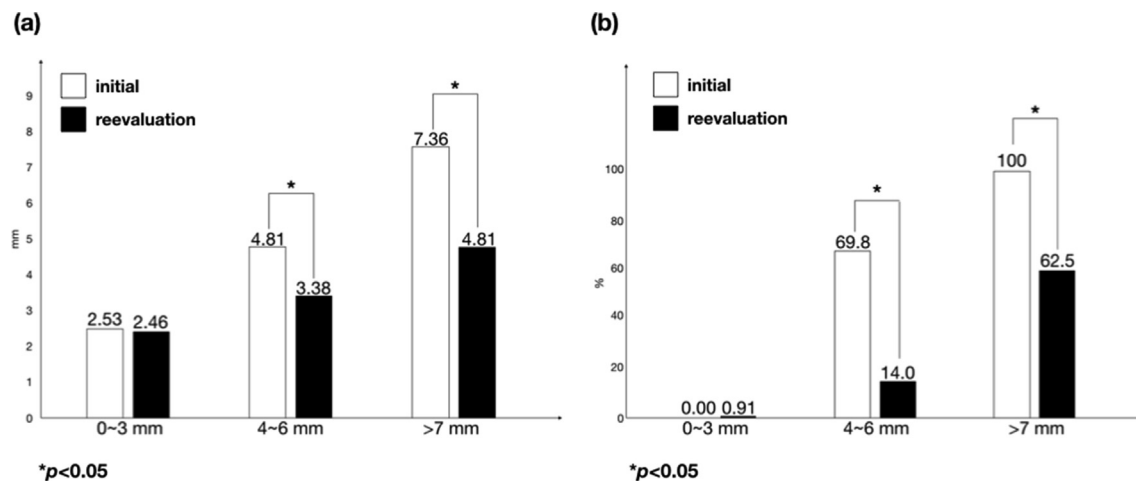 (a)
initial
reevaluation
mm
9
8
7
6
5
4
3
2
1
0
2.53 2.46
4.81
3.38
*
7.36
4.81
*
0~3 mm 4~6 mm >7 mm
*p<0.05
(b)
initial
reevaluation
%
100
80
60
40
20
0
0.00 0.91
69.8
14.0
*
100
62.5
*
0~3 mm 4~6 mm >7 mm
*p<0.05